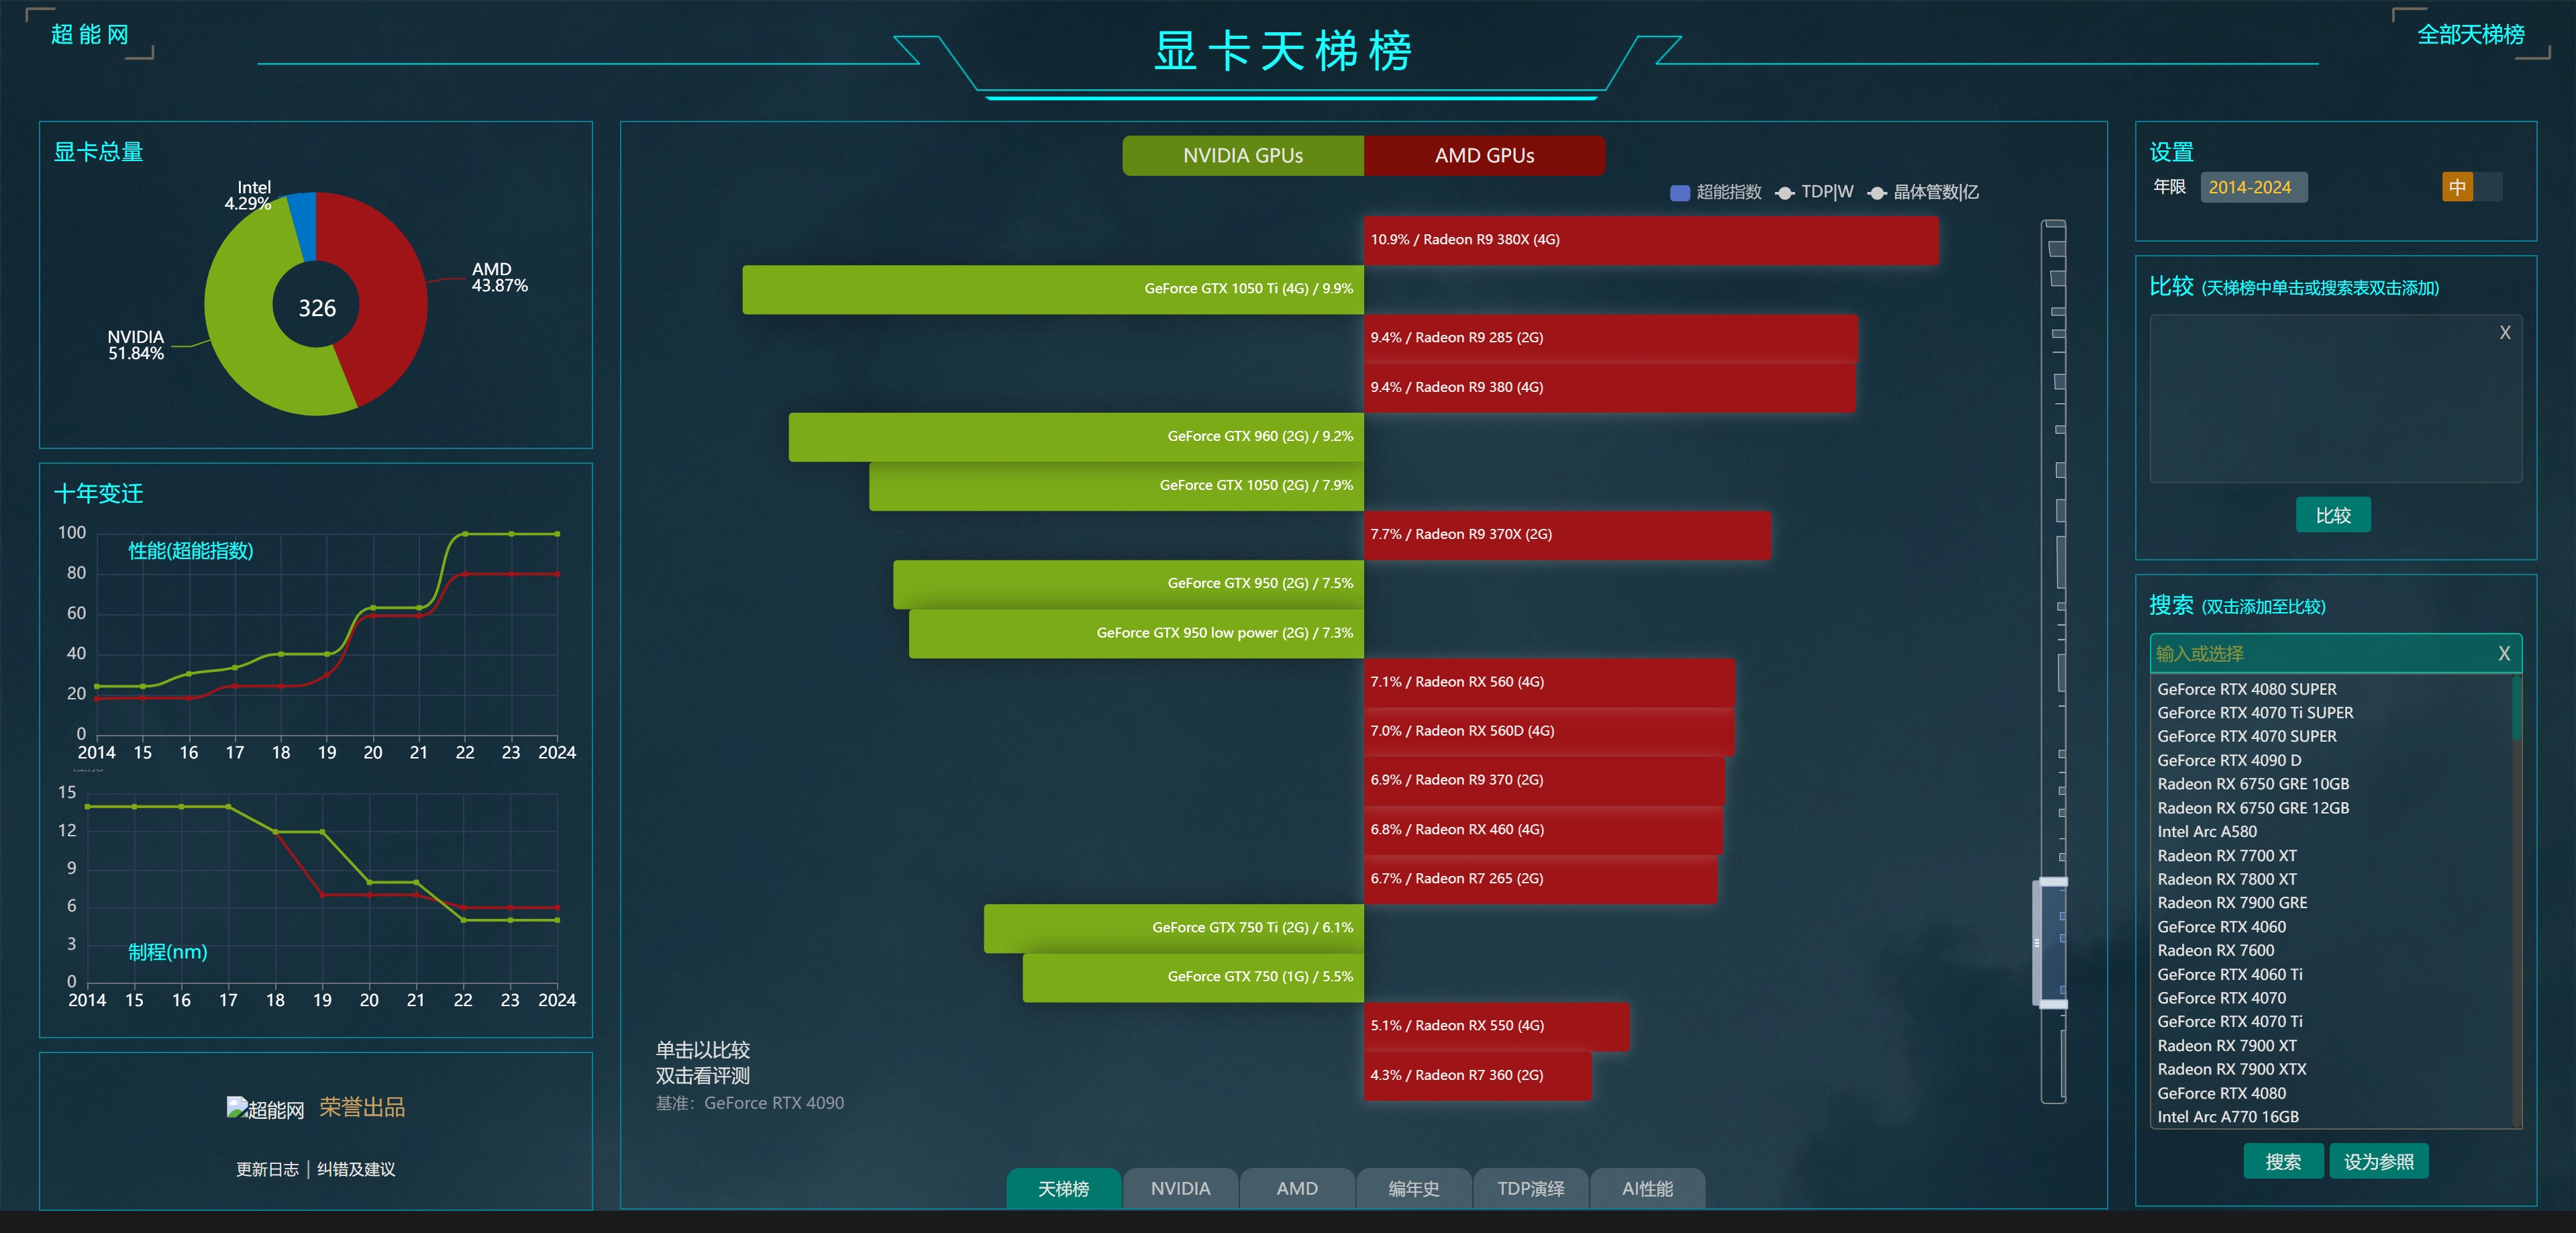 超能网
显卡天梯榜
全部天梯榜
显卡总量
Intel
4.29%
AMD
43.87%
326
NVIDIA
51.84%
十年变迁
性能(超能指数)
100
80
60
40
20
0
2014 15 16 17 18 19 20 21 22 23 2024
15
12
9
6
3
0
制程(nm)
2014 15 16 17 18 19 20 21 22 23 2024
超能网 荣誉出品
更新日志 | 纠错及建议
NVIDIA GPUs AMD GPUs
超能指数 TDP|W 晶体管数|亿
10.9% / Radeon R9 380X (4G)
GeForce GTX 1050 Ti (4G) / 9.9%
9.4% / Radeon R9 285 (2G)
9.4% / Radeon R9 380 (4G)
GeForce GTX 960 (2G) / 9.2%
GeForce GTX 1050 (2G) / 7.9%
7.7% / Radeon R9 370X (2G)
GeForce GTX 950 (2G) / 7.5%
GeForce GTX 950 low power (2G) / 7.3%
7.1% / Radeon RX 560 (4G)
7.0% / Radeon RX 560D (4G)
6.9% / Radeon R9 370 (2G)
6.8% / Radeon RX 460 (4G)
6.7% / Radeon R7 265 (2G)
GeForce GTX 750 Ti (2G) / 6.1%
GeForce GTX 750 (1G) / 5.5%
5.1% / Radeon RX 550 (4G)
4.3% / Radeon R7 360 (2G)
单击以比较
双击看评测
基准：GeForce RTX 4090
天梯榜 NVIDIA AMD 编年史 TDP演绎 AI性能
设置
年限 2014-2024 中
比较 (天梯榜中单击或搜索表双击添加)
X
比较
搜索 (双击添加至比较)
输入或选择 X
GeForce RTX 4080 SUPER
GeForce RTX 4070 Ti SUPER
GeForce RTX 4070 SUPER
GeForce RTX 4090 D
Radeon RX 6750 GRE 10GB
Radeon RX 6750 GRE 12GB
Intel Arc A580
Radeon RX 7700 XT
Radeon RX 7800 XT
Radeon RX 7900 GRE
GeForce RTX 4060
Radeon RX 7600
GeForce RTX 4060 Ti
GeForce RTX 4070
GeForce RTX 4070 Ti
Radeon RX 7900 XT
Radeon RX 7900 XTX
GeForce RTX 4080
Intel Arc A770 16GB
搜索 设为参照